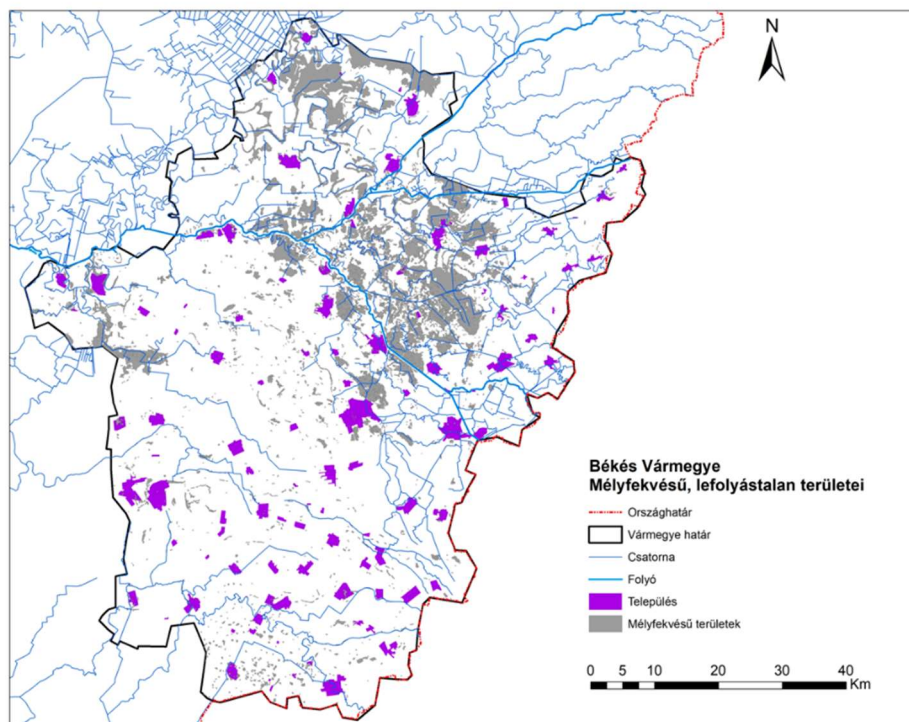 N
Békés Vármegye
Mélyfekvésű, lefolyástalan területei
Országhatár
Vármegye határ
Csatorna
Folyó
Település
Mélyfekvésű területek
0 5 10 20 30 40
Km